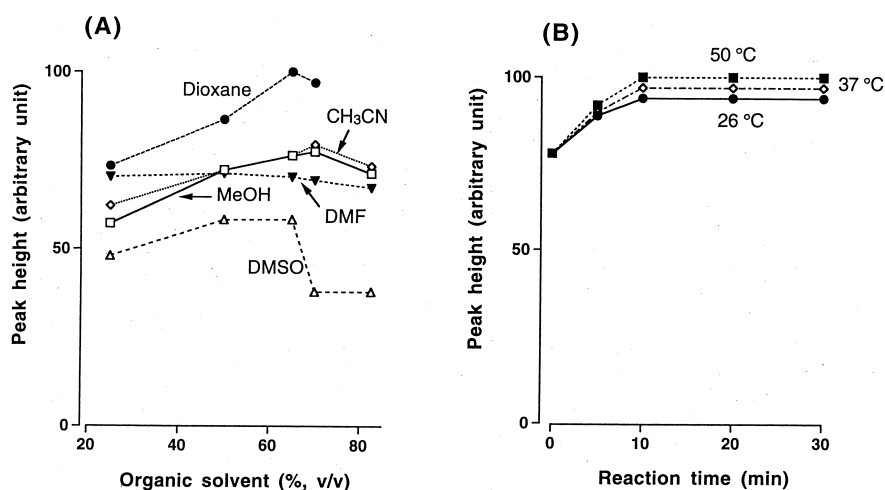 (A)
Peak height (arbitrary unit)
100
50
0
20
40
60
80
Organic solvent (%, v/v)
Dioxane
CH₃CN
MeOH
DMF
DMSO
(B)
Peak height (arbitrary unit)
100
50
0
0
10
20
30
Reaction time (min)
50 °C
37 °C
26 °C